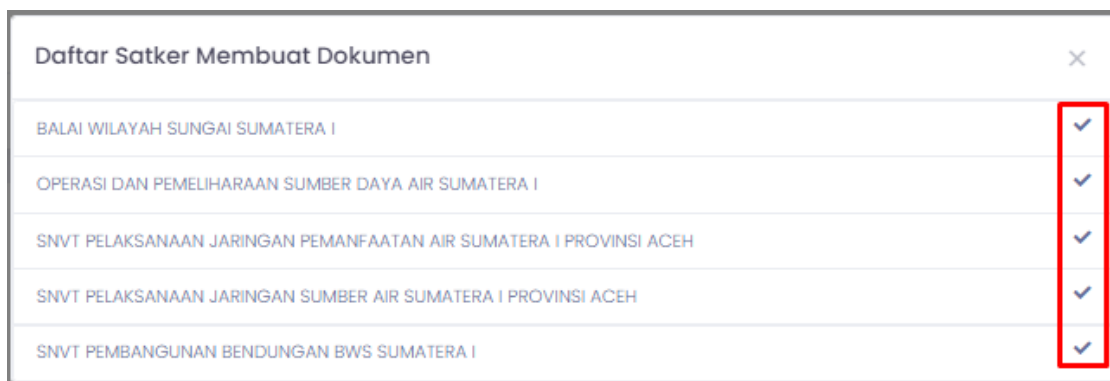 Daftar Satker Membuat Dokumen
BALAI WILAYAH SUNGAI SUMATERA I
OPERASI DAN PEMELIHARAAN SUMBER DAYA AIR SUMATERA I
SNVT PELAKSANAAN JARINGAN PEMANFAATAN AIR SUMATERA I PROVINSI ACEH
SNVT PELAKSANAAN JARINGAN SUMBER AIR SUMATERA I PROVINSI ACEH
SNVT PEMBANGUNAN BENDUNGAN BWS SUMATERA I